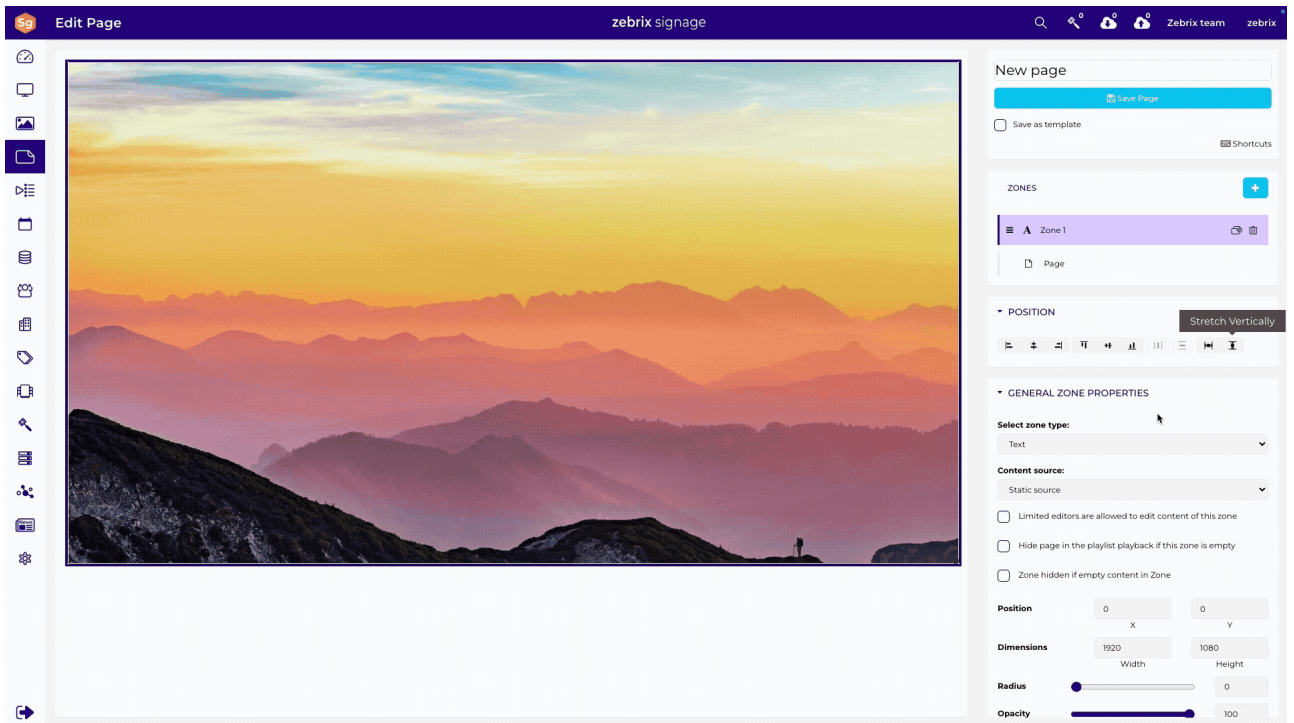 Sg
Edit Page
zebrix signage
0
0
0
Zebrix team
zebrix
New page
Save Page
Save as template
Shortcuts
ZONES
+
A Zone 1
Page
POSITION
Stretch Vertically
GENERAL ZONE PROPERTIES
Select zone type:
Text
Content source:
Static source
Limited editors are allowed to edit content of this zone
Hide page in the playlist playback if this zone is empty
Zone hidden if empty content in Zone
Position 0 0
X Y
Dimensions 1920 1080
Width Height
Radius 0
Opacity 100